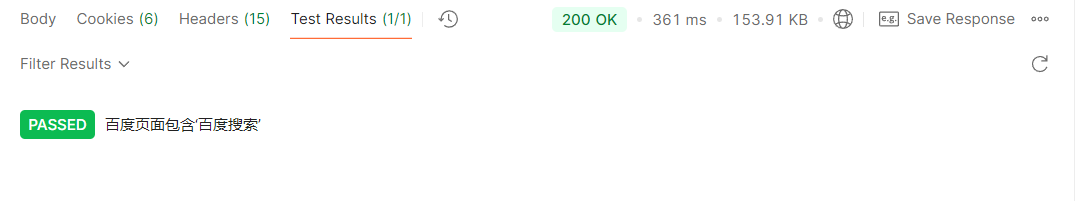 Body Cookies (6) Headers (15) Test Results (1/1) 200 OK 361 ms 153.91 KB e.g. Save Response
Filter Results
PASSED 百度页面包含‘百度搜索’